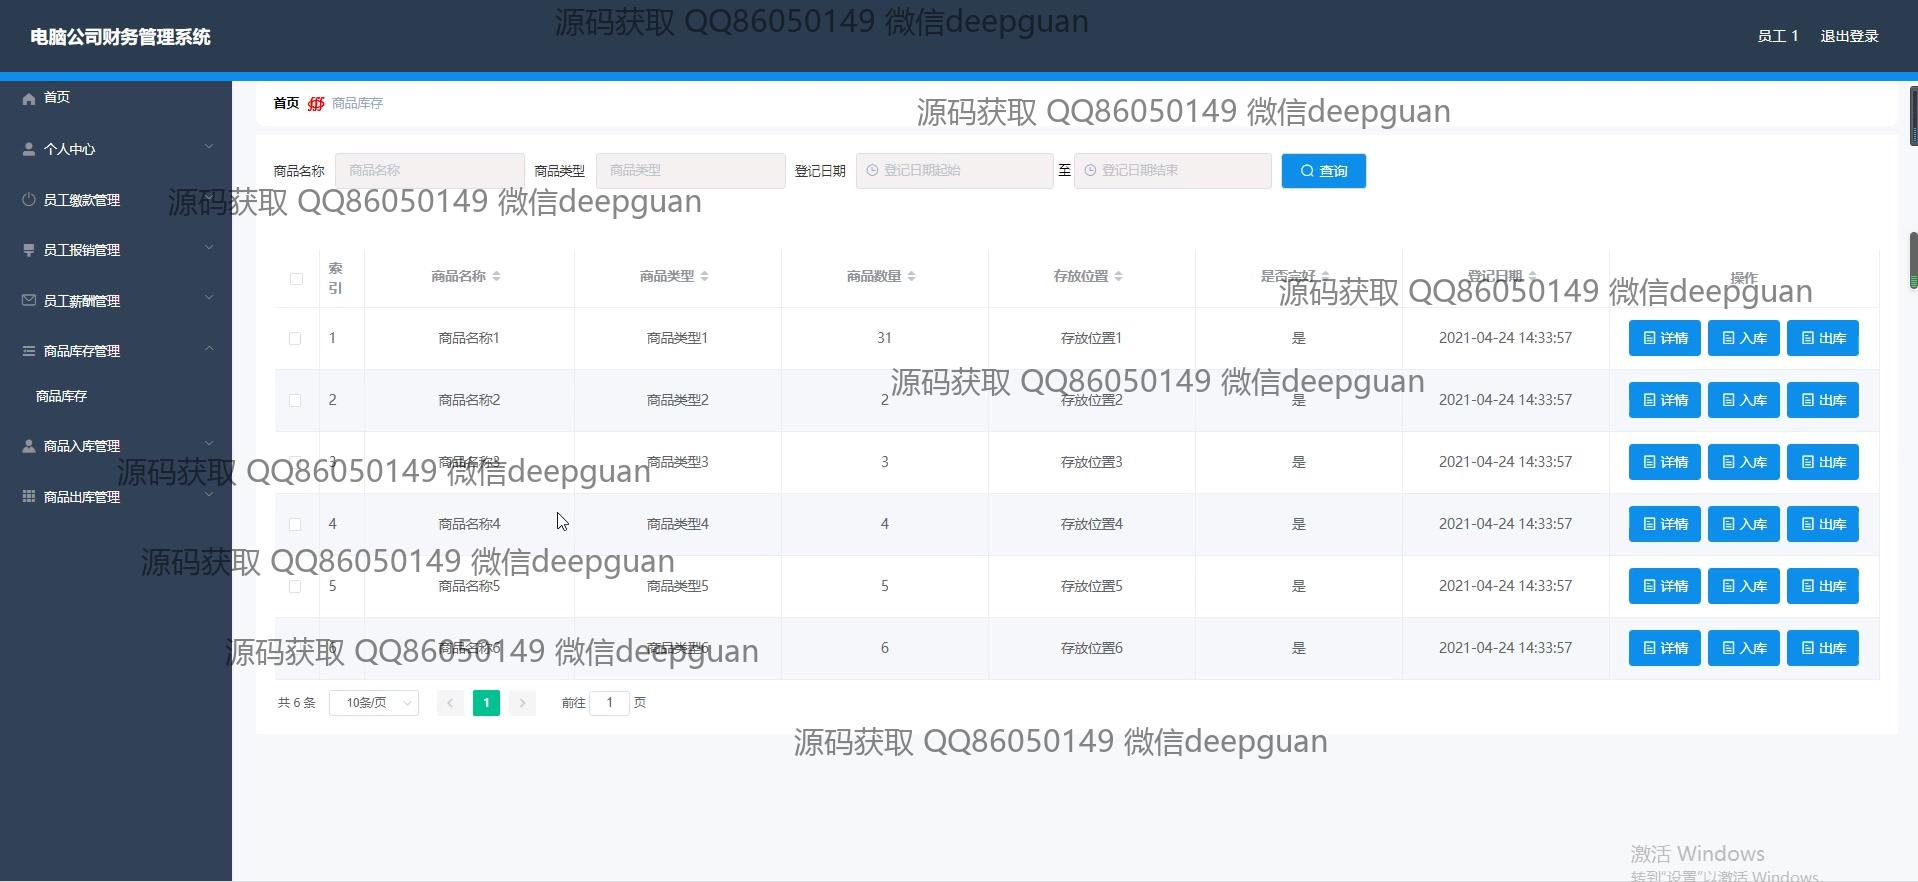 源码获取 QQ86050149 微信deepguan
电脑公司财务管理系统
员工 1 退出登录
首页
个人中心
员工缴款管理
员工报销管理
员工薪酬管理
商品库存管理
商品库存
商品入库管理
商品出库管理
首页 商品库存
源码获取 QQ86050149 微信deepguan
商品名称 商品名称 商品类型 商品类型 登记日期 登记日期起始 至 登记日期结束 查询
源码获取 QQ86050149 微信deepguan
索引 商品名称 商品类型 商品数量 存放位置 是否完好 登记日期 操作
源码获取 QQ86050149 微信deepguan
1 商品名称1 商品类型1 31 存放位置1 是 2021-04-24 14:33:57 详情 入库 出库
源码获取 QQ86050149 微信deepguan
2 商品名称2 商品类型2 2 存放位置2 是 2021-04-24 14:33:57 详情 入库 出库
3 商品名称3 商品类型3 3 存放位置3 是 2021-04-24 14:33:57 详情 入库 出库
源码获取 QQ86050149 微信deepguan
4 商品名称4 商品类型4 4 存放位置4 是 2021-04-24 14:33:57 详情 入库 出库
源码获取 QQ86050149 微信deepguan
5 商品名称5 商品类型5 5 存放位置5 是 2021-04-24 14:33:57 详情 入库 出库
6 商品名称6 商品类型6 6 存放位置6 是 2021-04-24 14:33:57 详情 入库 出库
源码获取 QQ86050149 微信deepguan
共 6 条 10条/页 1 前往 1 页
源码获取 QQ86050149 微信deepguan
激活 Windows
转到"设置"以激活 Windows。